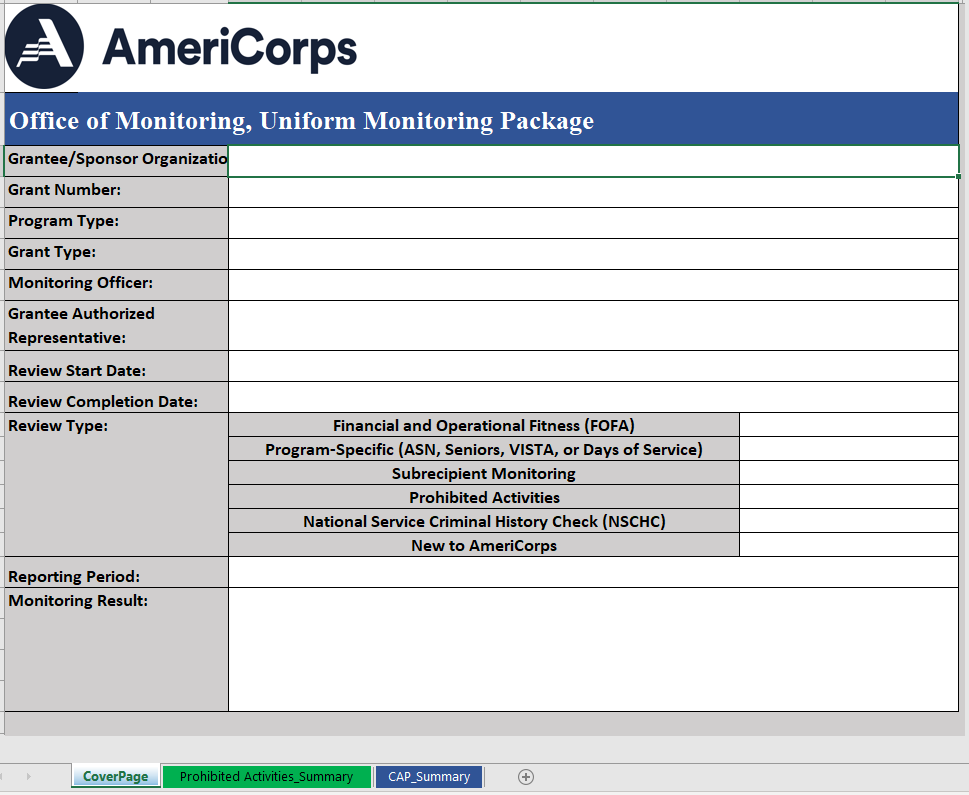 AmeriCorps
Office of Monitoring, Uniform Monitoring Package
Grantee/Sponsor Organizatio
Grant Number:
Program Type:
Grant Type:
Monitoring Officer:
Grantee Authorized
Representative:
Review Start Date:
Review Completion Date:
Review Type:
Financial and Operational Fitness (FOFA)
Program-Specific (ASN, Seniors, VISTA, or Days of Service)
Subrecipient Monitoring
Prohibited Activities
National Service Criminal History Check (NSCHC)
New to AmeriCorps
Reporting Period:
Monitoring Result:
CoverPage
Prohibited Activities_Summary
CAP_Summary